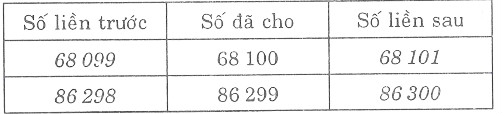 Số liền trước Số đã cho Số liền sau
68 099 68 100 68 101
86 298 86 299 86 300